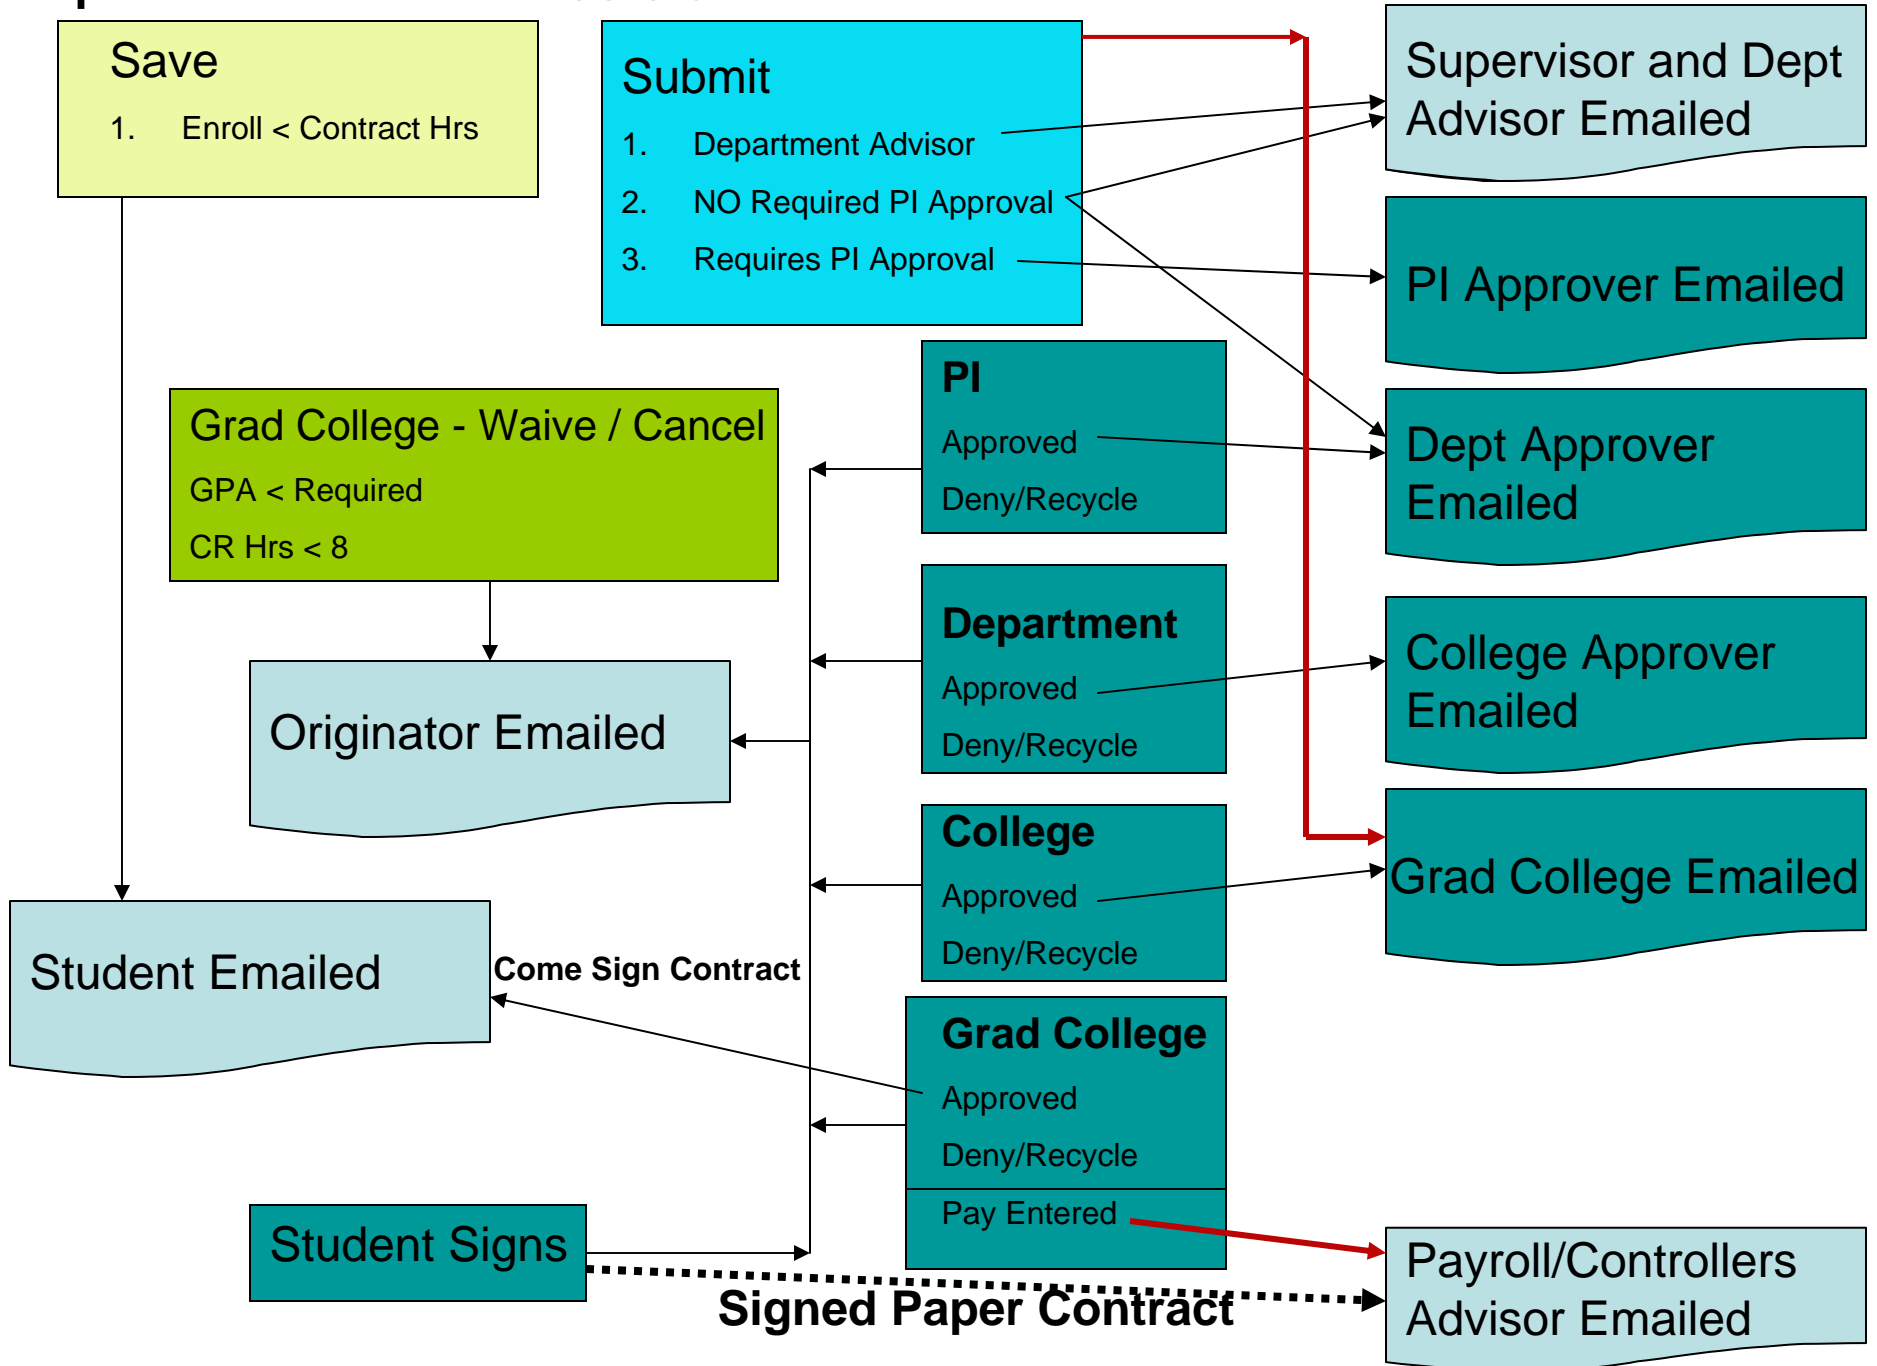 Save
1. Enroll < Contract Hrs
Submit
1. Department Advisor
2. NO Required PI Approval
3. Requires PI Approval
Supervisor and Dept
Advisor Emailed
PI Approver Emailed
Grad College - Waive / Cancel
GPA < Required
CR Hrs < 8
PI
Approved
Deny/Recycle
Dept Approver
Emailed
Originator Emailed
Department
Approved
Deny/Recycle
College Approver
Emailed
College
Approved
Deny/Recycle
Grad College Emailed
Student Emailed
Come Sign Contract
Grad College
Approved
Deny/Recycle
Pay Entered
Student Signs
Signed Paper Contract
Payroll/Controllers
Advisor Emailed